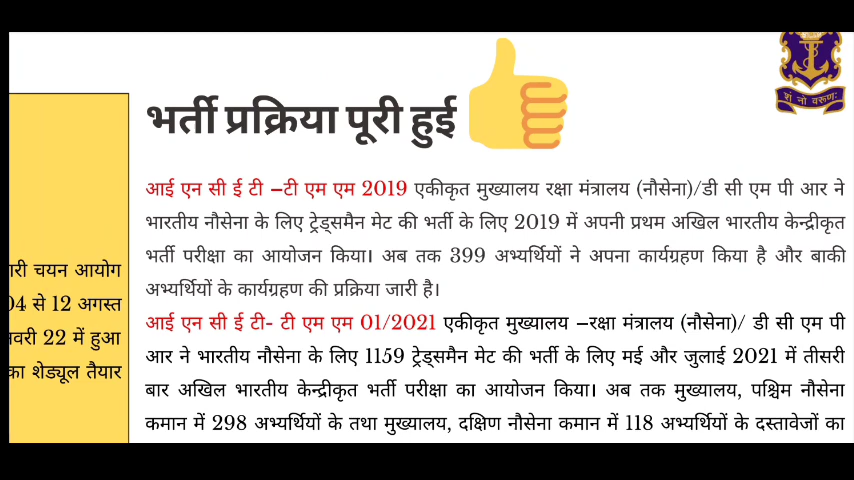 शं नो वरुणः
भर्ती प्रक्रिया पूरी हुई
आई एन सी ई टी –टी एम एम 2019 एकीकृत मुख्यालय रक्षा मंत्रालय (नौसेना)/डी सी एम पी आर ने
भारतीय नौसेना के लिए ट्रेड्समैन मेट की भर्ती के लिए 2019 में अपनी प्रथम अखिल भारतीय केन्द्रीकृत
भर्ती परीक्षा का आयोजन किया। अब तक 399 अभ्यर्थियों ने अपना कार्यग्रहण किया है और बाकी
अभ्यर्थियों के कार्यग्रहण की प्रक्रिया जारी है।
आई एन सी ई टी- टी एम एम 01/2021 एकीकृत मुख्यालय –रक्षा मंत्रालय (नौसेना)/ डी सी एम पी
आर ने भारतीय नौसेना के लिए 1159 ट्रेड्समैन मेट की भर्ती के लिए मई और जुलाई 2021 में तीसरी
बार अखिल भारतीय केन्द्रीकृत भर्ती परीक्षा का आयोजन किया। अब तक मुख्यालय, पश्चिम नौसेना
कमान में 298 अभ्यर्थियों के तथा मुख्यालय, दक्षिण नौसेना कमान में 118 अभ्यर्थियों के दस्तावेजों का
चयन आयोग
04 से 12 अगस्त
22 में हुआ
का शेड्यूल तैयार